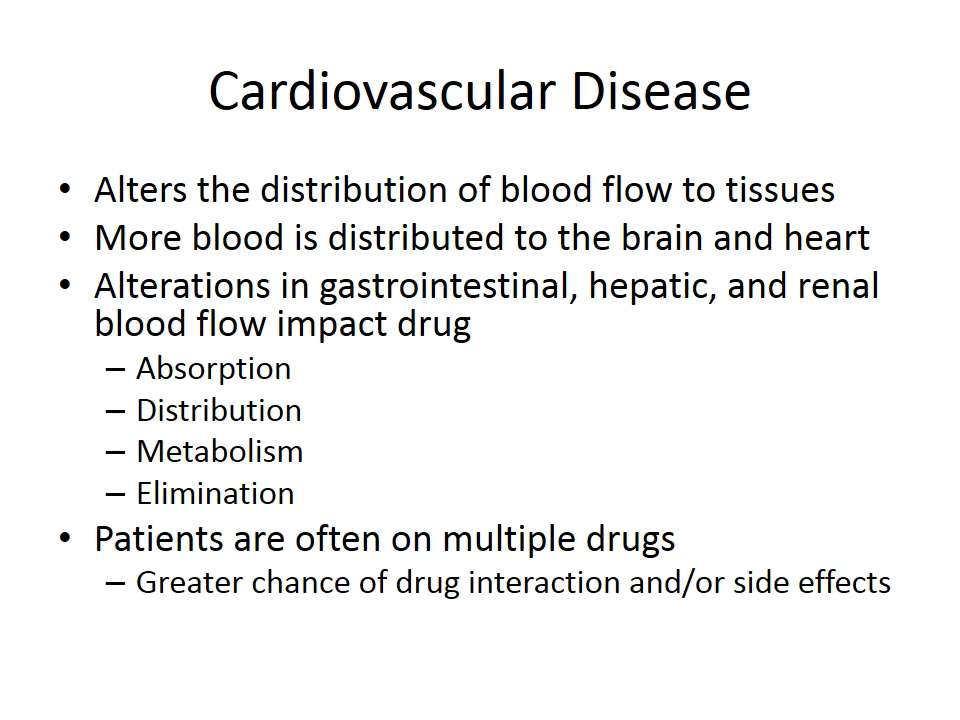 Cardiovascular Disease
• Alters the distribution of blood flow to tissues
• More blood is distributed to the brain and heart
• Alterations in gastrointestinal, hepatic, and renal
blood flow impact drug
– Absorption
– Distribution
– Metabolism
– Elimination
• Patients are often on multiple drugs
– Greater chance of drug interaction and/or side effects